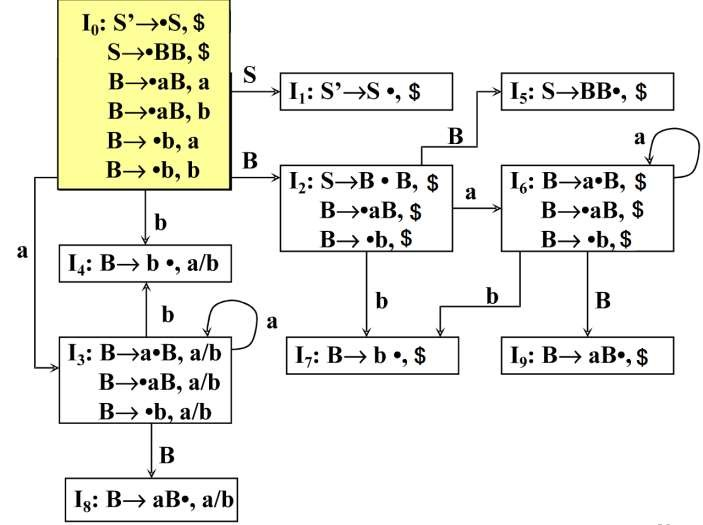 I₀: S’→•S, $
S→•BB, $
B→•aB, a
B→•aB, b
B→ •b, a
B→ •b, b
S
I₁: S’→S •, $
B
I₅: S→BB•, $
B
I₂: S→B • B, $
B→•aB, $
B→ •b, $
a
I₆: B→a•B, $
B→•aB, $
B→ •b, $
a
a
b
I₄: B→ b •, a/b
b
I₃: B→a•B, a/b
B→•aB, a/b
B→ •b, a/b
a
b
b
B
I₇: B→ b •, $
I₉: B→ aB•, $
B
I₈: B→ aB•, a/b